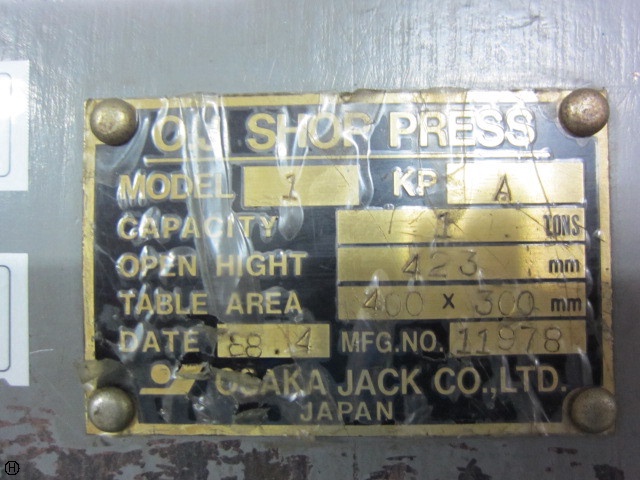 OJ SHOP PRESS
MODEL 1 KP A
CAPACITY 1 TONS
OPEN HIGHT 423 mm
TABLE AREA 400 x 300 mm
DATE 88.4 MFG.NO. 11978
OSAKA JACK CO.,LTD.
JAPAN
H